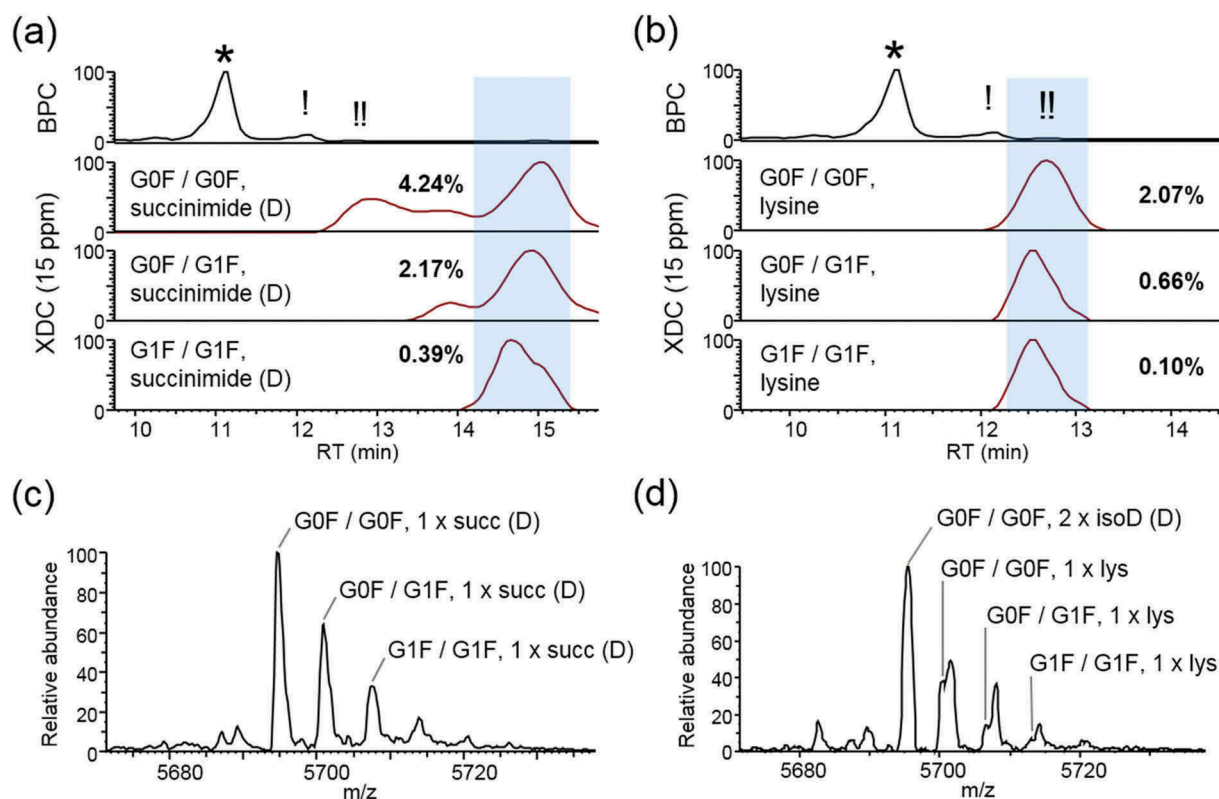 (a)
*
!
!!
100
0
BPC
G0F / G0F,
succinimide (D)
4.24%
100
0
G0F / G1F,
succinimide (D)
2.17%
100
0
G1F / G1F,
succinimide (D)
0.39%
100
0
XDC (15 ppm)
10 11 12 13 14 15
RT (min)
(b)
*
!
!!
100
0
BPC
G0F / G0F,
lysine
2.07%
100
0
G0F / G1F,
lysine
0.66%
100
0
G1F / G1F,
lysine
0.10%
100
0
XDC (15 ppm)
10 11 12 13 14
RT (min)
(c)
G0F / G0F, 1 x succ (D)
G0F / G1F, 1 x succ (D)
G1F / G1F, 1 x succ (D)
100
80
60
40
20
0
Relative abundance
5680 5700 5720
m/z
(d)
G0F / G0F, 2 x isoD (D)
G0F / G0F, 1 x lys
G0F / G1F, 1 x lys
G1F / G1F, 1 x lys
100
80
60
40
20
0
Relative abundance
5680 5700 5720
m/z